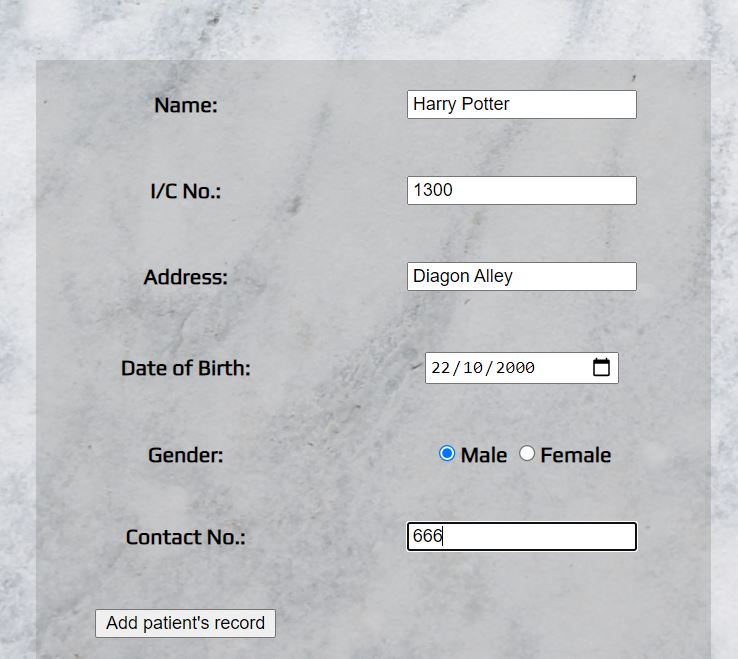 Name: Harry Potter
I/C No.: 1300
Address: Diagon Alley
Date of Birth: 22/10/2000
Gender: Male Female
Contact No.: 666
Add patient's record